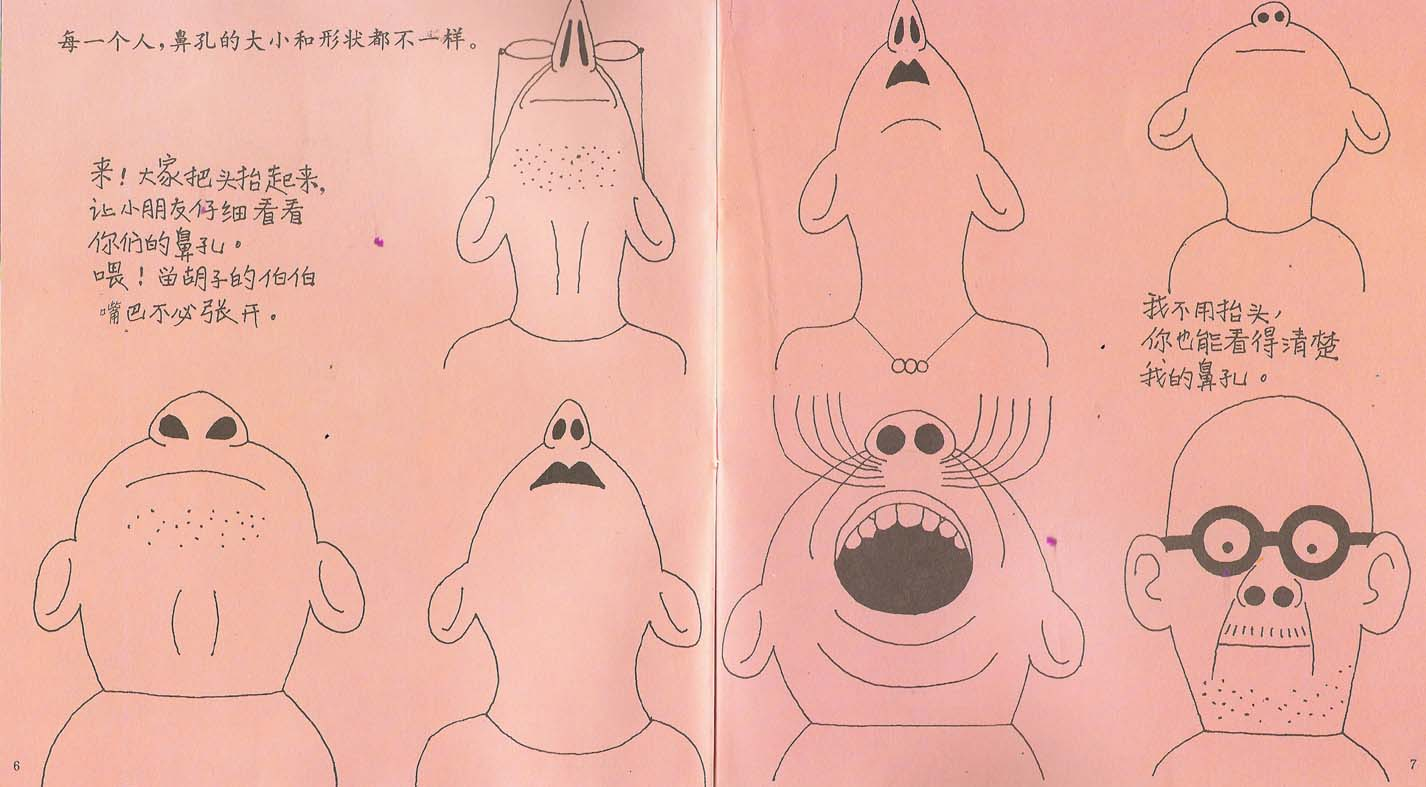 每一个人，鼻孔的大小和形状都不一样。
来！大家把头抬起来，
让小朋友仔细看看
你们的鼻孔。
喂！留胡子的伯伯
嘴巴不必张开。
我不用抬头，
你也能看得清楚
我的鼻孔。
6
7